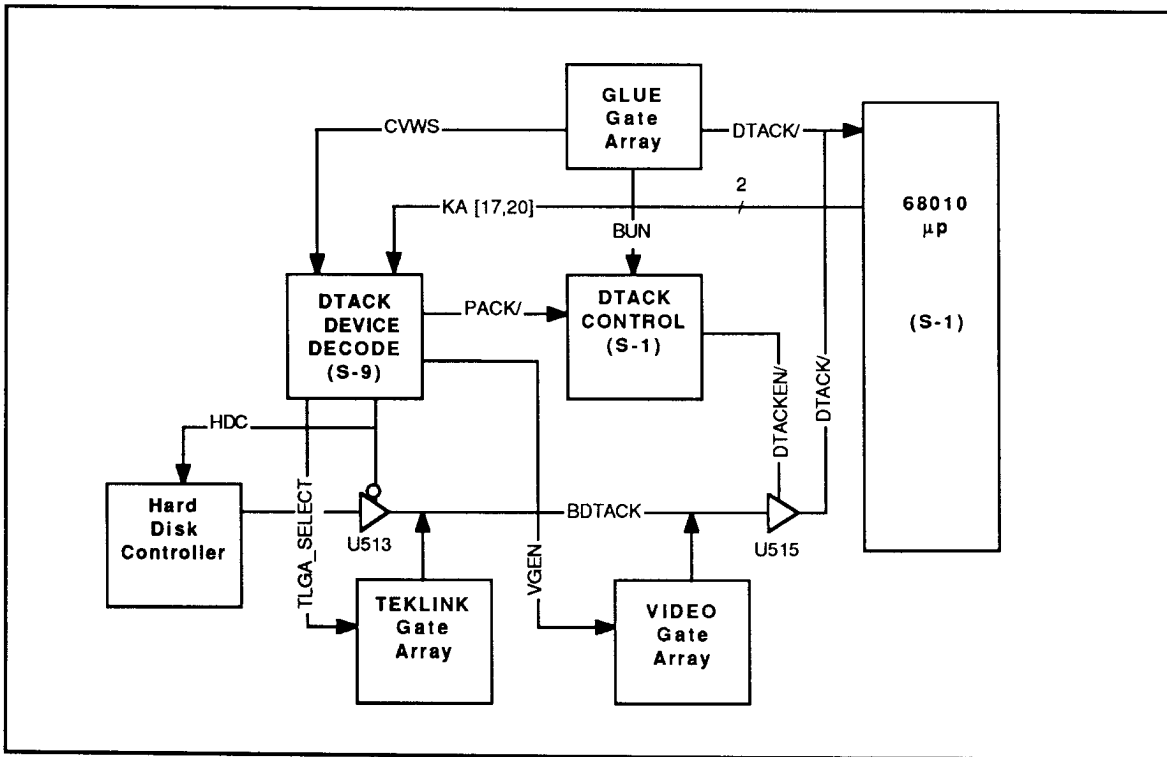 GLUE
Gate
Array
CVWS
DTACK/
2
KA [17,20]
BUN
68010
µp
(S-1)
DTACK
DEVICE
DECODE
(S-9)
PACK/
DTACK
CONTROL
(S-1)
DTACKEN/
DTACK/
HDC
Hard
Disk
Controller
TLGA_SELECT
U513
BDTACK
VGEN
U515
TEKLINK
Gate
Array
VIDEO
Gate
Array